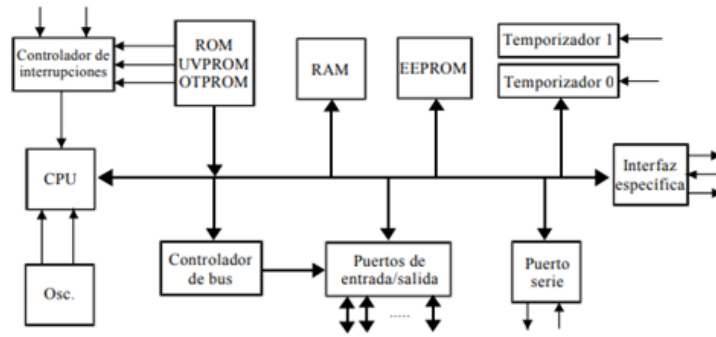 Controlador de
interrupciones
ROM
UVPROM
OTPROM
RAM
EEPROM
Temporizador 1
Temporizador 0
CPU
Interfaz
específica
Osc.
Controlador
de bus
Puertos de
entrada/salida
.....
Puerto
serie